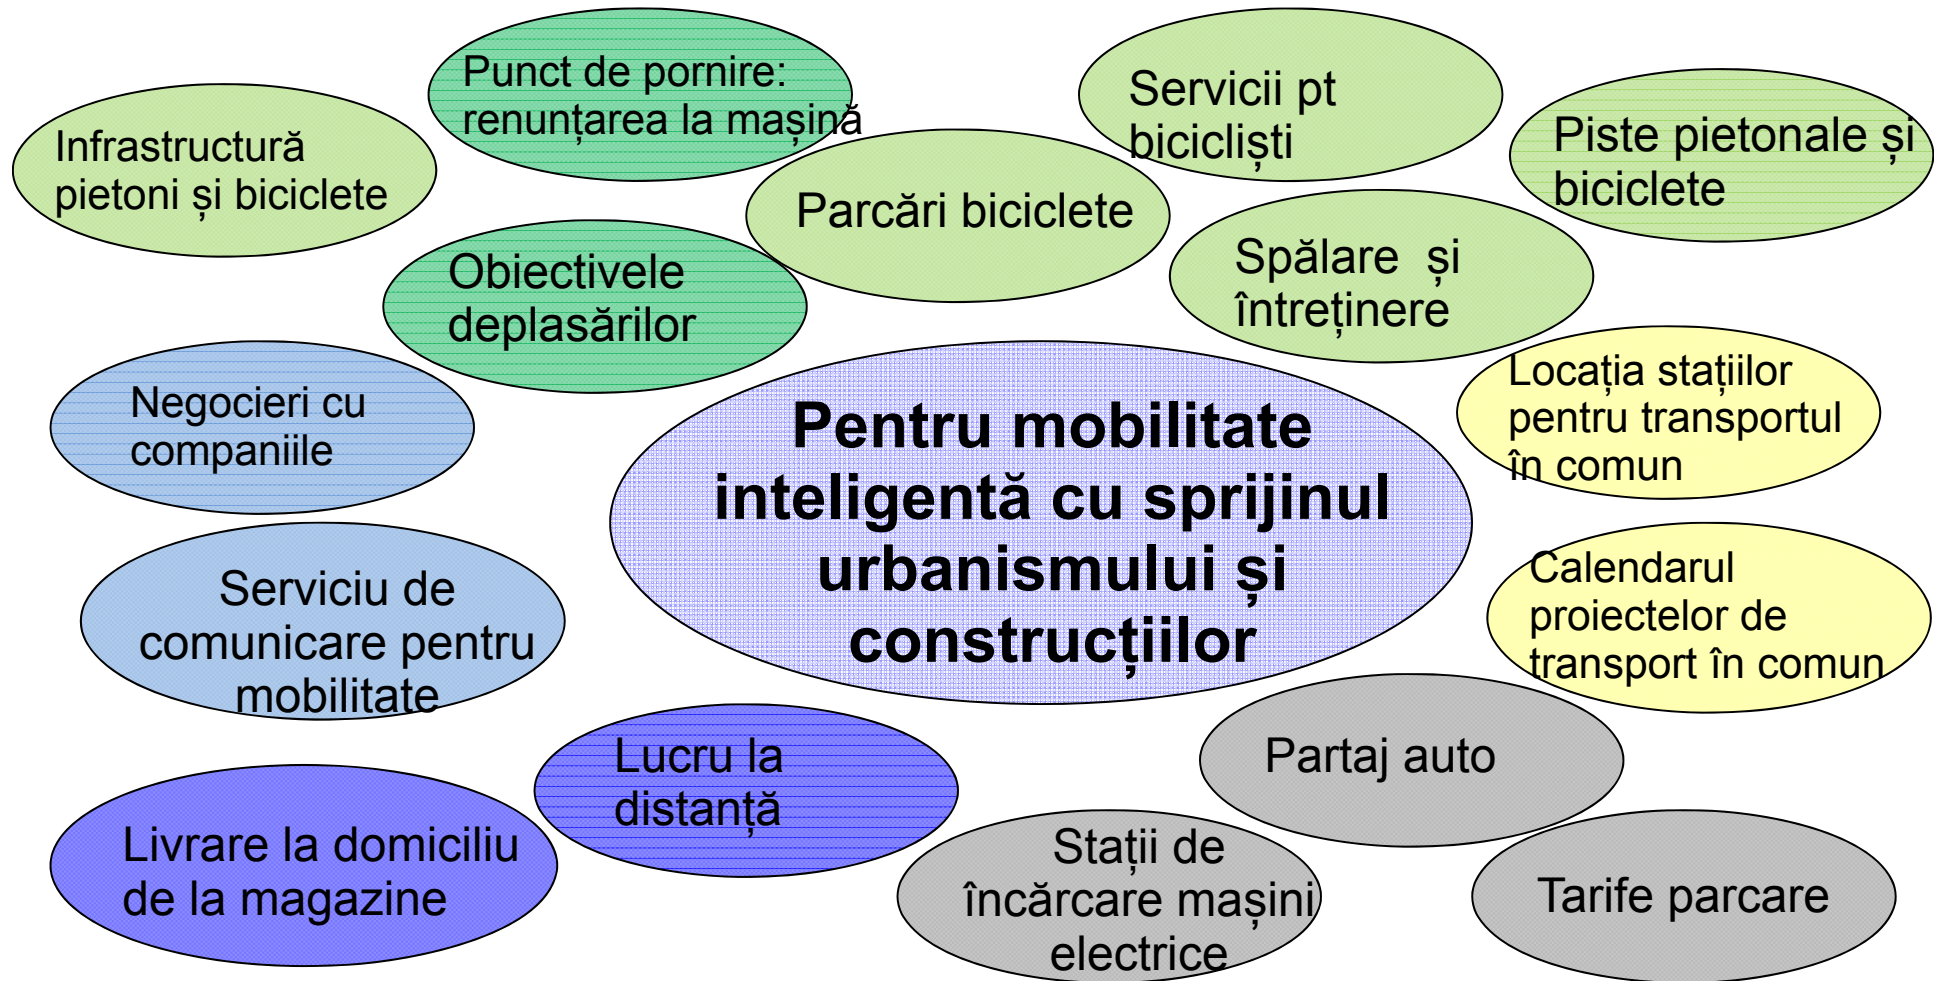 Punct de pornire:
renunțarea la mașină
Servicii pt
bicicliști
Infrastructură
pietoni și biciclete
Piste pietonale și
biciclete
Parcări biciclete
Obiectivele
deplasărilor
Spălare  și
întreținere
Negocieri cu
companiile
Pentru mobilitate
inteligentă cu sprijinul
urbanismului și
construcțiilor
Locația stațiilor
pentru transportul
în comun
Serviciu de
comunicare pentru
mobilitate
Calendarul
proiectelor de
transport în comun
Lucru la
distanță
Partaj auto
Livrare la domiciliu
de la magazine
Stații de
încărcare mașini
electrice
Tarife parcare